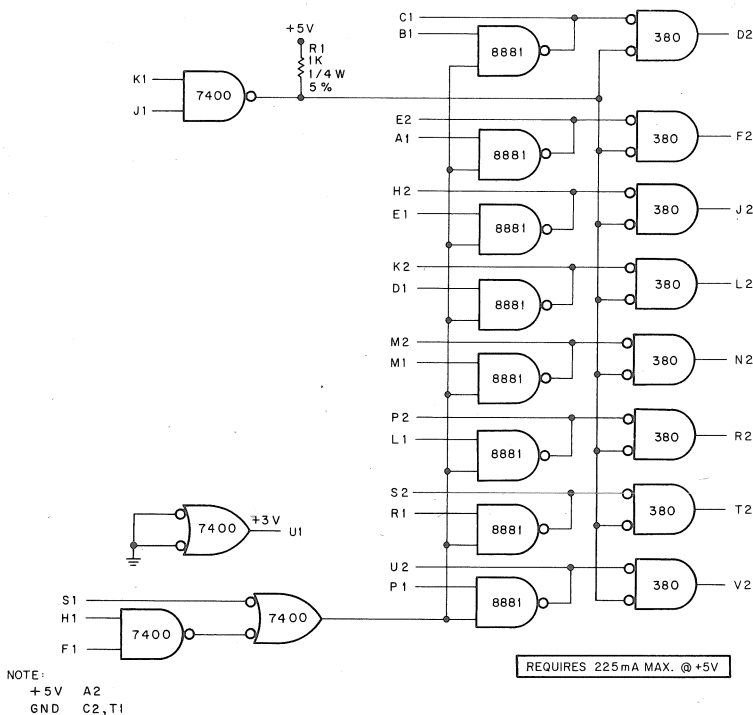 C1
B1
8881
380
D2
+5V
R1
1K
1/4 W
5%
K1
J1
7400
E2
A1
8881
380
F2
H2
E1
8881
380
J2
K2
D1
8881
380
L2
M2
M1
8881
380
N2
P2
L1
8881
380
R2
S2
R1
8881
380
T2
7400
+3V
U1
U2
P1
8881
380
V2
S1
H1
F1
7400
7400
REQUIRES 225mA MAX. @ +5V
NOTE:
+5V A2
GND C2,T1